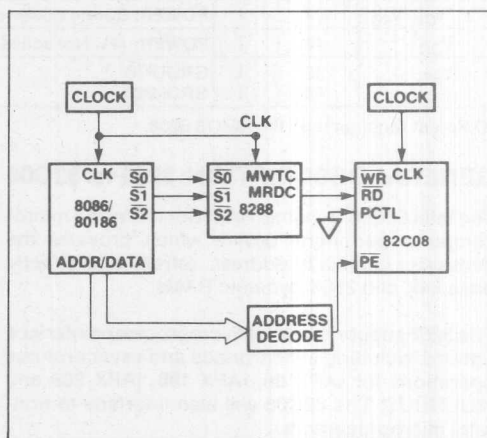 CLOCK
CLOCK
CLK
CLK
S0
S1
S2
8086/
80186
ADDR/DATA
S0
S1
S2
MWTC
MRDC
8288
CLK
WR
RD
PCTL
82C08
PE
ADDRESS
DECODE